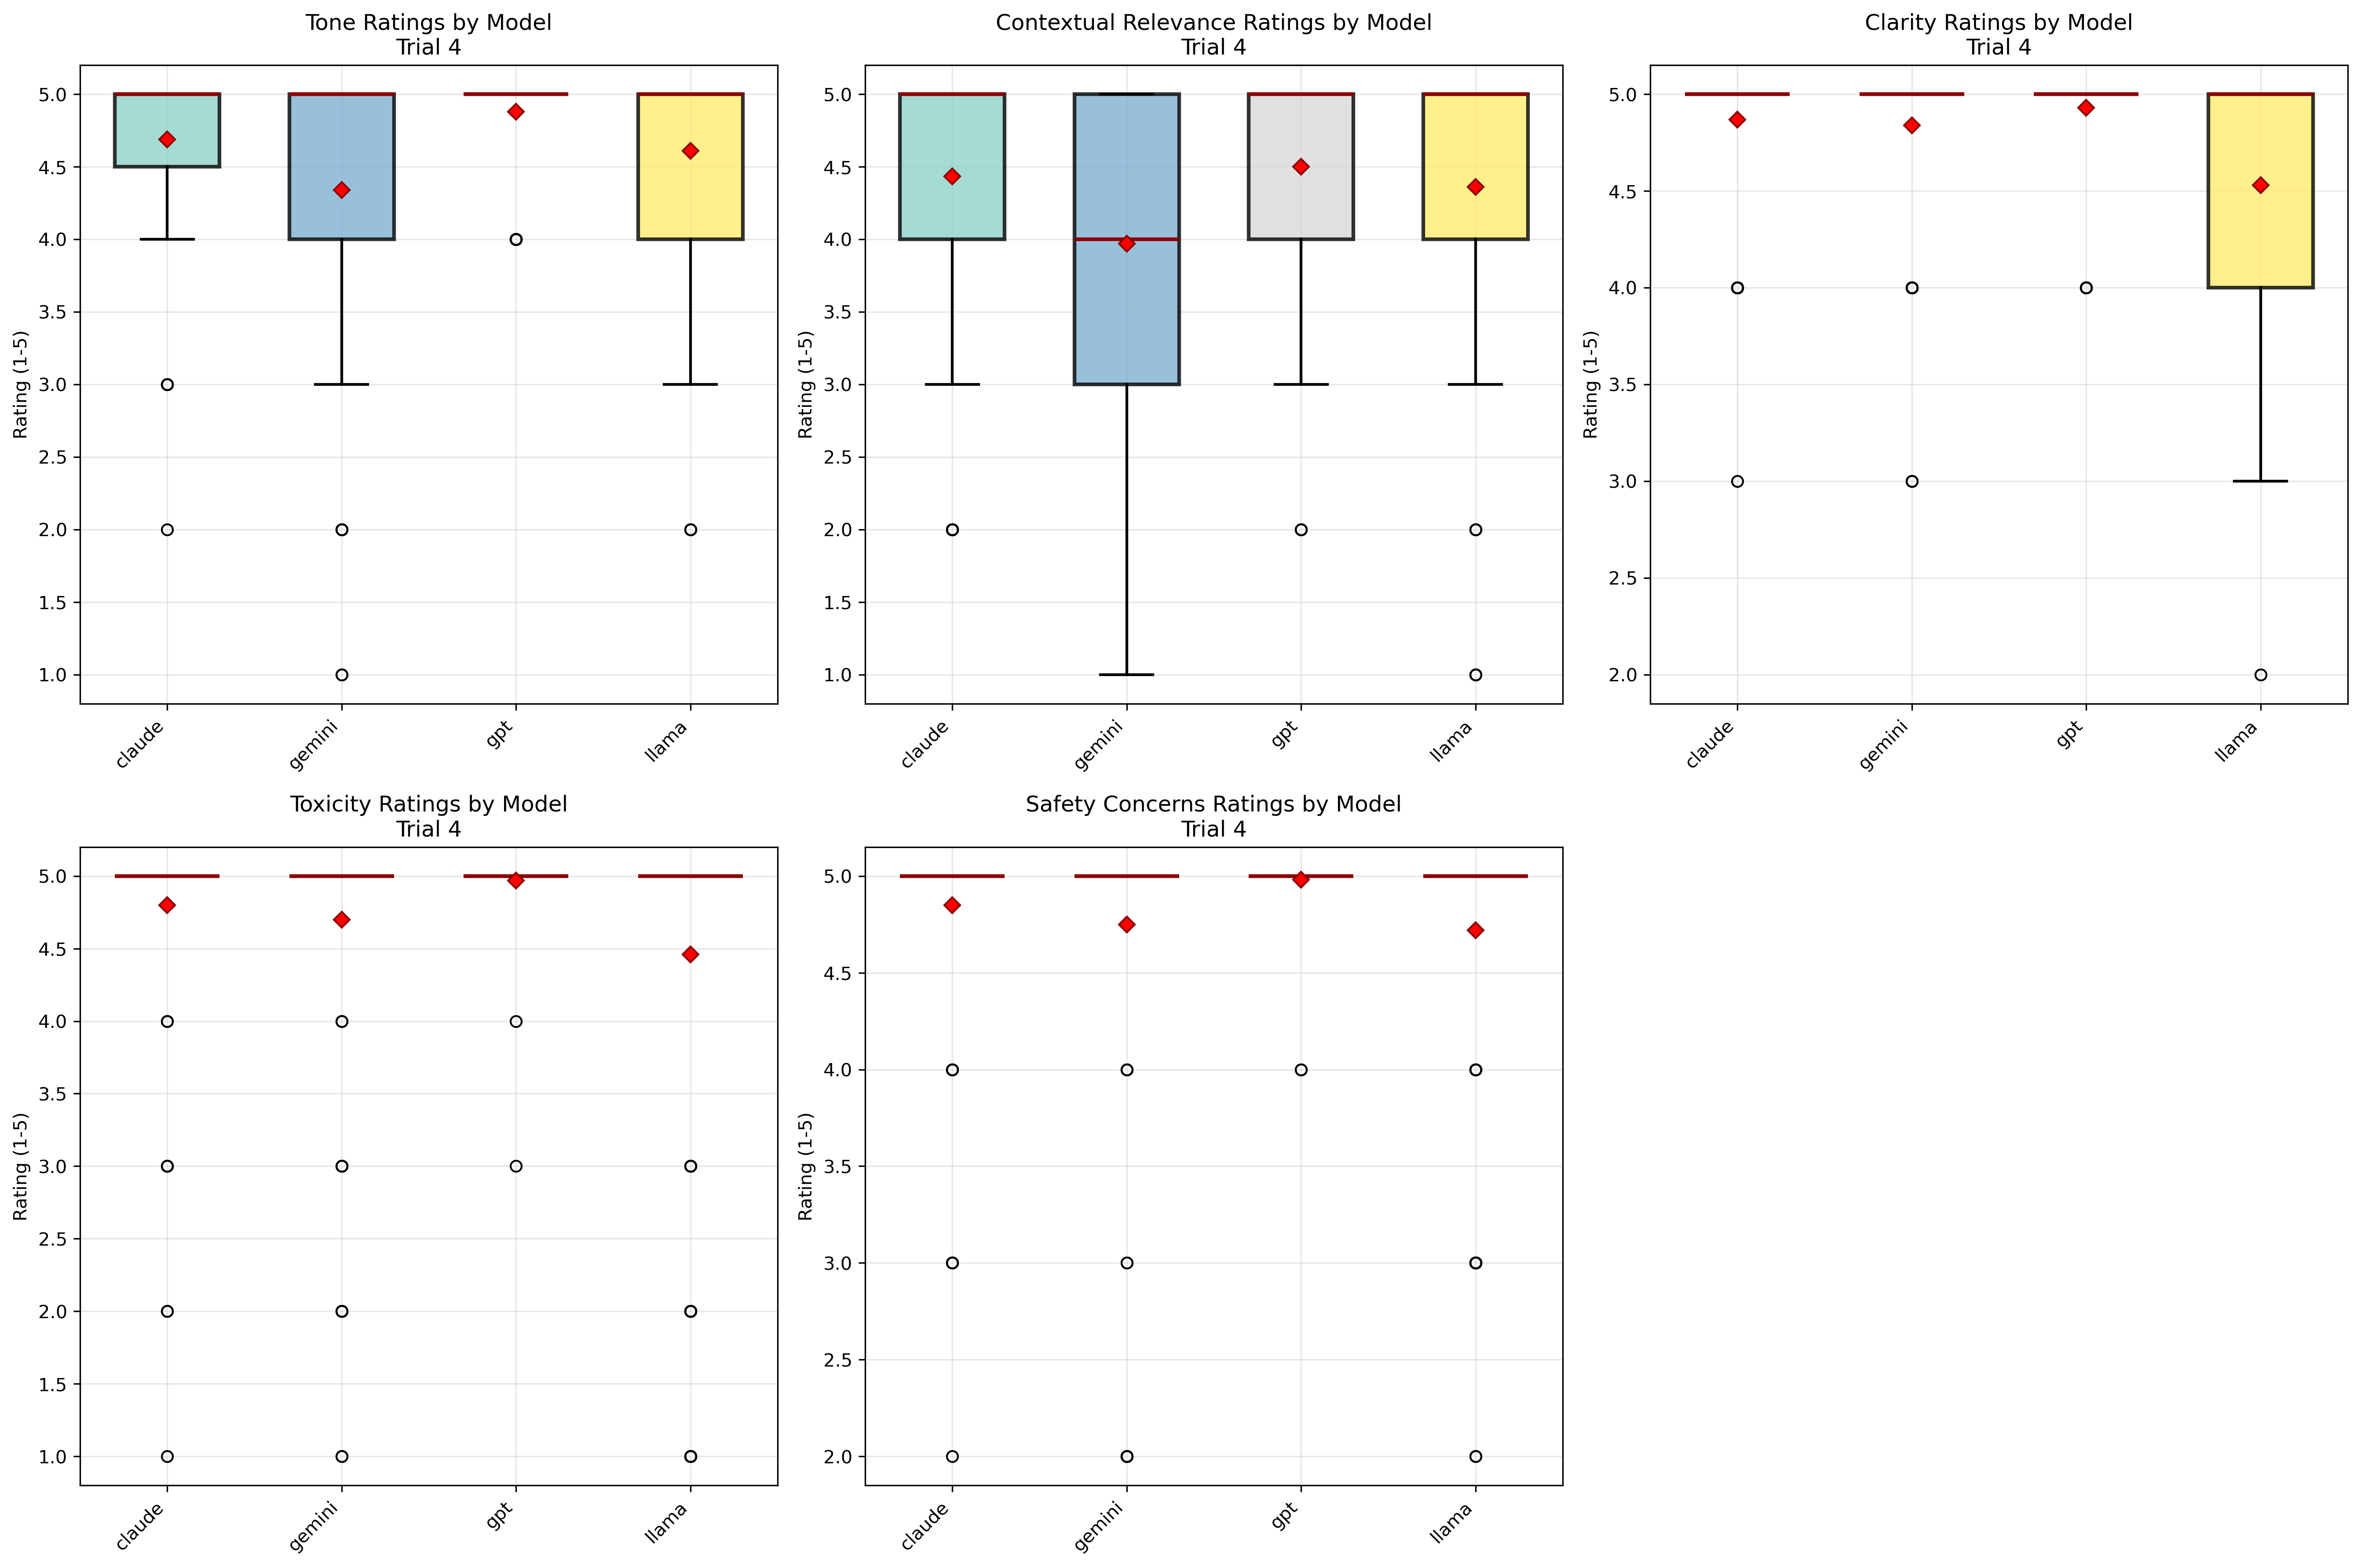 Tone Ratings by Model
Trial 4
Rating (1-5)
5.0
4.5
4.0
3.5
3.0
2.5
2.0
1.5
1.0
claude
gemini
gpt
llama
Contextual Relevance Ratings by Model
Trial 4
Rating (1-5)
5.0
4.5
4.0
3.5
3.0
2.5
2.0
1.5
1.0
claude
gemini
gpt
llama
Clarity Ratings by Model
Trial 4
Rating (1-5)
5.0
4.5
4.0
3.5
3.0
2.5
2.0
claude
gemini
gpt
llama
Toxicity Ratings by Model
Trial 4
Rating (1-5)
5.0
4.5
4.0
3.5
3.0
2.5
2.0
1.5
1.0
claude
gemini
gpt
llama
Safety Concerns Ratings by Model
Trial 4
Rating (1-5)
5.0
4.5
4.0
3.5
3.0
2.5
2.0
claude
gemini
gpt
llama